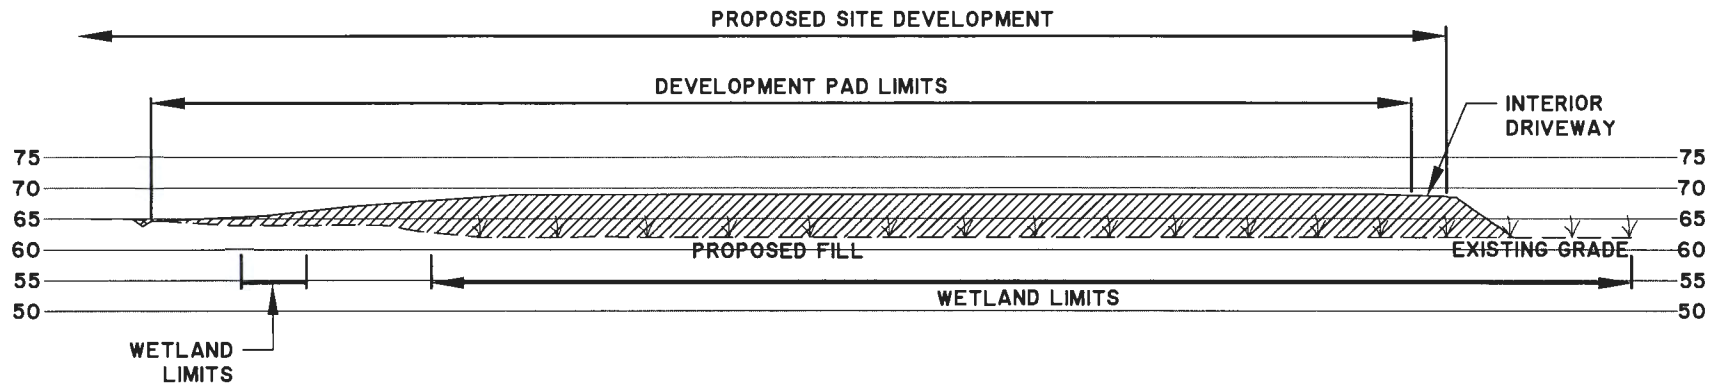 PROPOSED SITE DEVELOPMENT
DEVELOPMENT PAD LIMITS
INTERIOR
DRIVEWAY
75 75
70 70
65 65
60 PROPOSED FILL EXISTING GRADE 60
55 55
WETLAND LIMITS
50 50
WETLAND
LIMITS